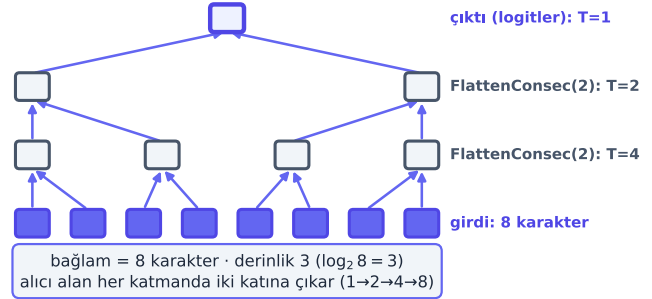 çıktı (logitler): T=1
FlattenConsec(2): T=2
FlattenConsec(2): T=4
girdi: 8 karakter
bağlam = 8 karakter · derinlik 3 (log₂ 8 = 3)
alıcı alan her katmanda iki katına çıkar (1→2→4→8)